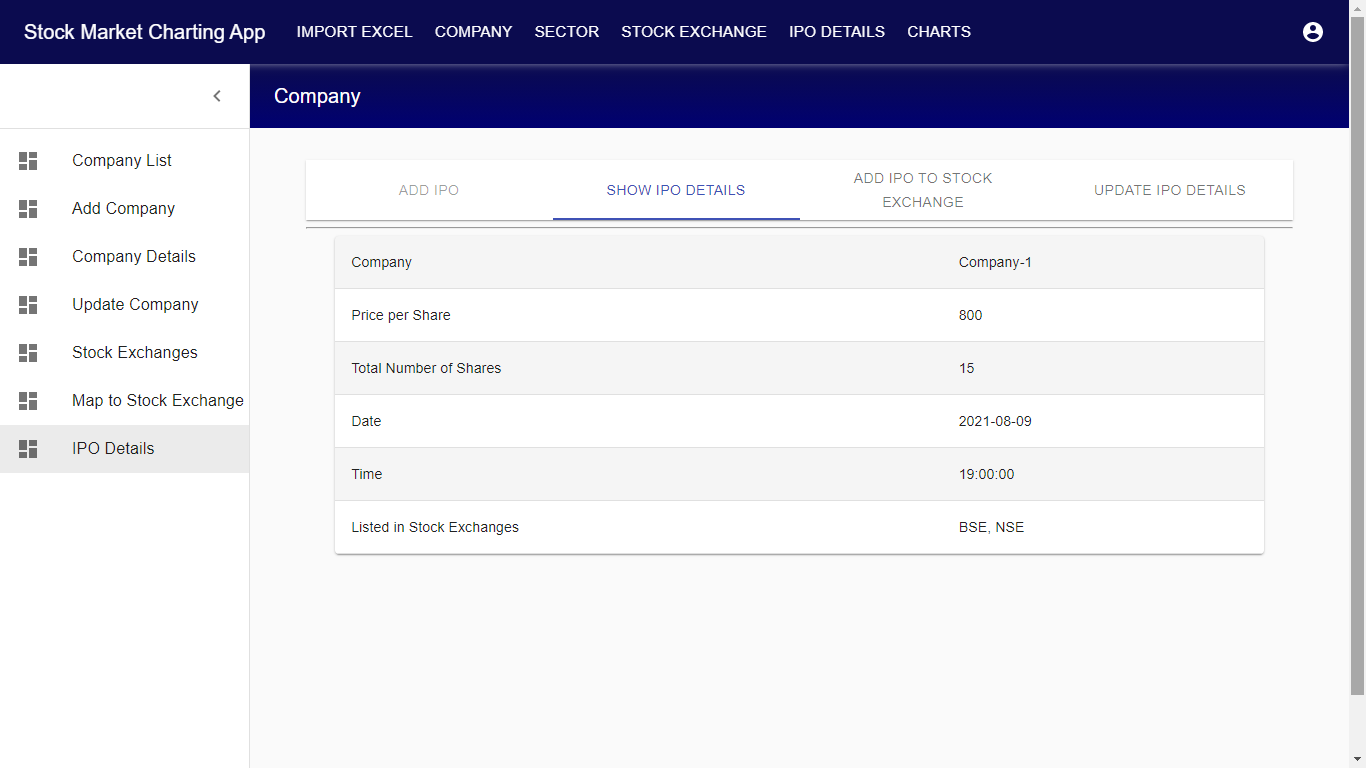 Stock Market Charting App IMPORT EXCEL COMPANY SECTOR STOCK EXCHANGE IPO DETAILS CHARTS
Company
Company List
Add Company
Company Details
Update Company
Stock Exchanges
Map to Stock Exchange
IPO Details
ADD IPO
SHOW IPO DETAILS
ADD IPO TO STOCK
EXCHANGE
UPDATE IPO DETAILS
Company Company-1
Price per Share 800
Total Number of Shares 15
Date 2021-08-09
Time 19:00:00
Listed in Stock Exchanges BSE, NSE